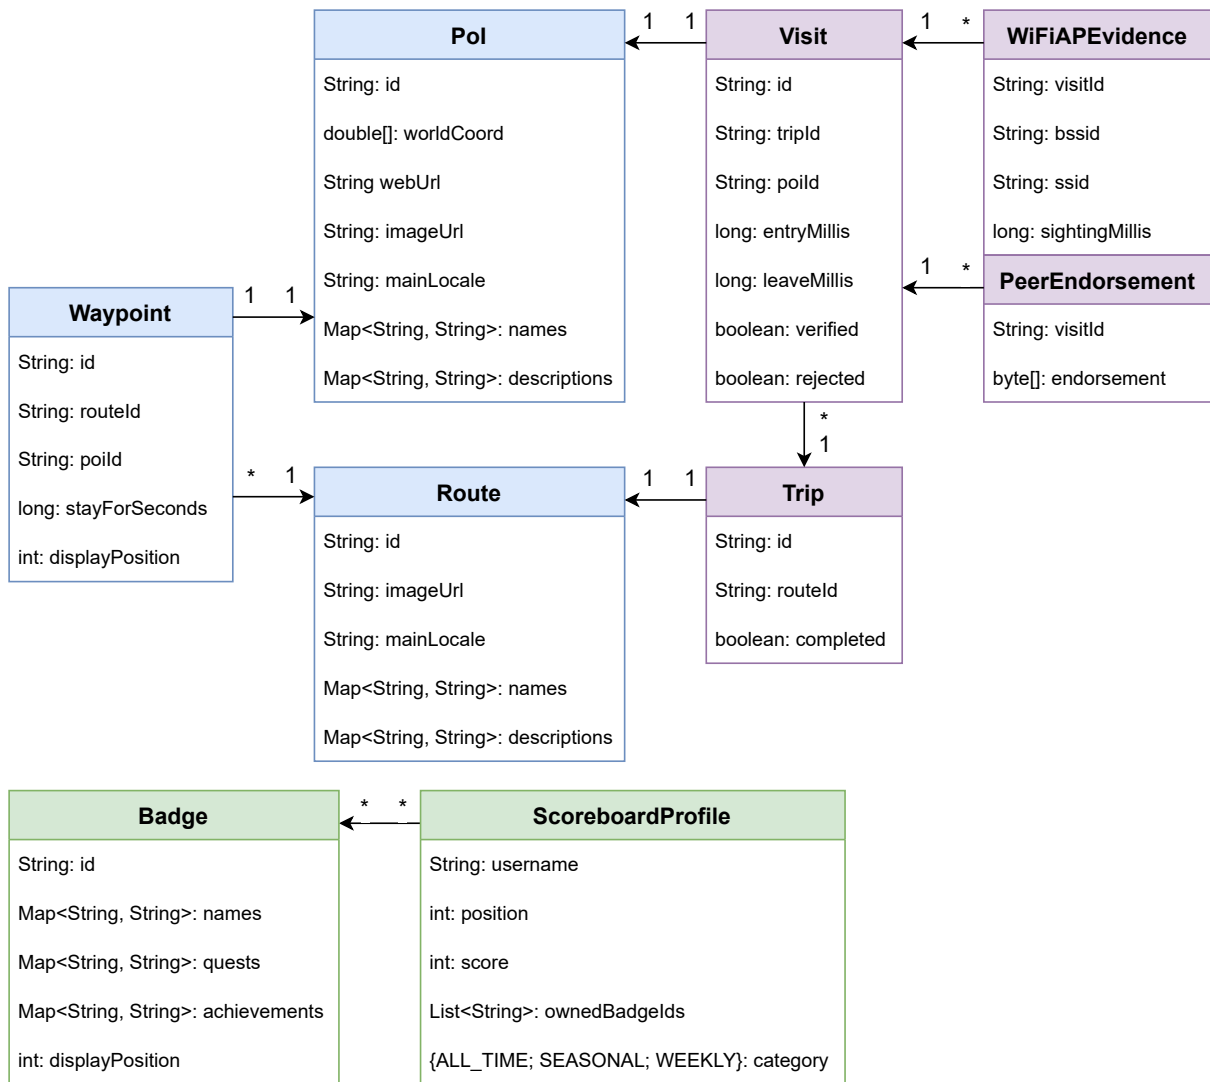 PoI
String: id
double[]: worldCoord
String webUrl
String: imageUrl
String: mainLocale
Map<String, String>: names
Map<String, String>: descriptions
1 1
Visit
String: id
String: tripId
String: poiId
long: entryMillis
long: leaveMillis
boolean: verified
boolean: rejected
1 *
WiFiAPEvidence
String: visitId
String: bssid
String: ssid
long: sightingMillis
1 *
PeerEndorsement
String: visitId
byte[]: endorsement
Waypoint
String: id
String: routeId
String: poiId
long: stayForSeconds
int: displayPosition
1 1
* 1
Route
String: id
String: imageUrl
String: mainLocale
Map<String, String>: names
Map<String, String>: descriptions
1 1
*
1
Trip
String: id
String: routeId
boolean: completed
Badge
String: id
Map<String, String>: names
Map<String, String>: quests
Map<String, String>: achievements
int: displayPosition
* *
ScoreboardProfile
String: username
int: position
int: score
List<String>: ownedBadgeIds
{ALL_TIME; SEASONAL; WEEKLY}: category